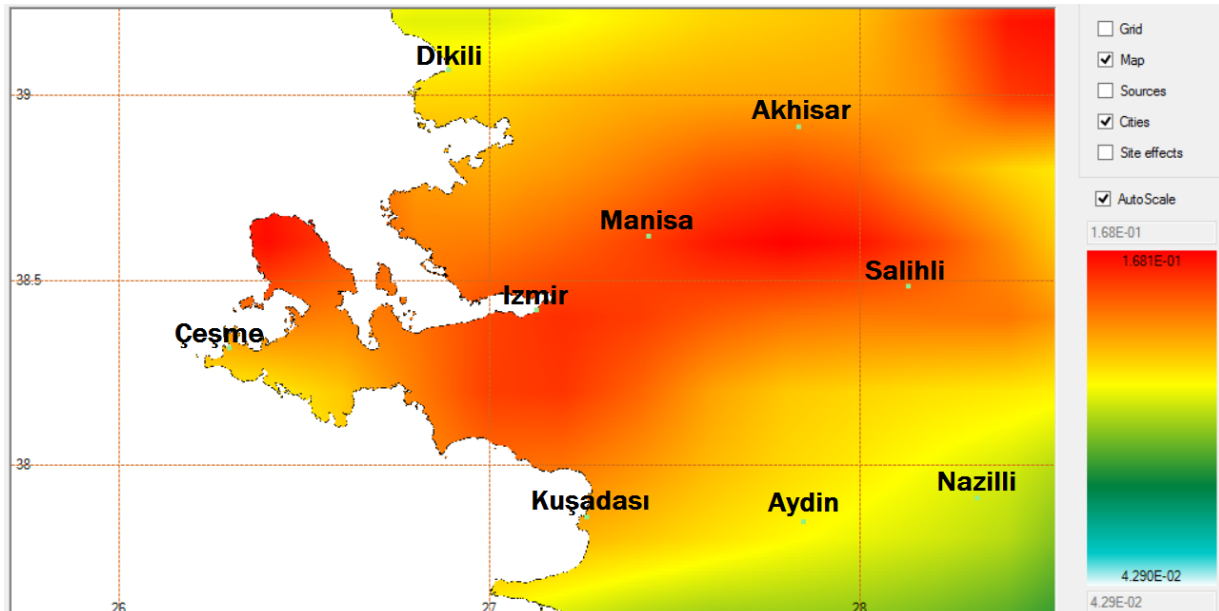 Dikili
39
Akhisar
Manisa
38.5
Salihli
Izmir
Çeşme
38
Nazilli
Kuşadası
Aydin
26
27
28
Grid
Map
Sources
Cities
Site effects
AutoScale
1.68E-01
1.681E-01
4.290E-02
4.29E-02